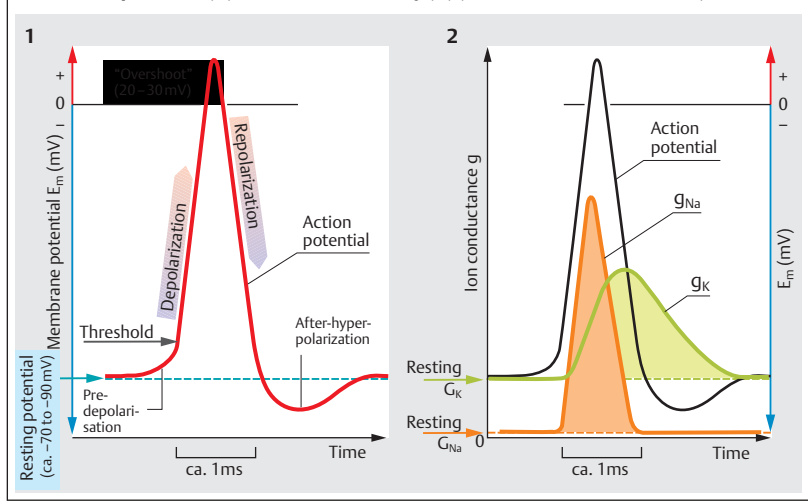 1
+
0
–
Membrane potential Eₘ (mV)
"Overshoot"
(20–30 mV)
Depolarization
Repolarization
Action
potential
Threshold
After-hyper-
polarization
Pre-
depolari-
sation
Resting potential
(ca. –70 to –90 mV)
Time
ca. 1ms
2
Ion conductance g
+
0
–
Eₘ (mV)
Action
potential
gNa
gK
Resting
GK
Resting
GNa
0
Time
ca. 1ms